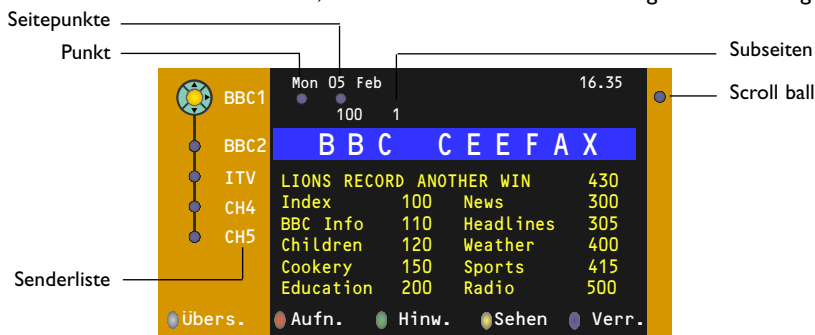 Seitepunkte
Punkt
Subseiten
Scroll ball
Senderliste
Mon 05 Feb 16.35
100 1
BBC1
BBC2
ITV
CH4
CH5
BBC CEEFAX
LIONS RECORD ANOTHER WIN 430
Index 100 News 300
BBC Info 110 Headlines 305
Children 120 Weather 400
Cookery 150 Sports 415
Education 200 Radio 500
Übers. Aufn. Hinw. Sehen Verr.